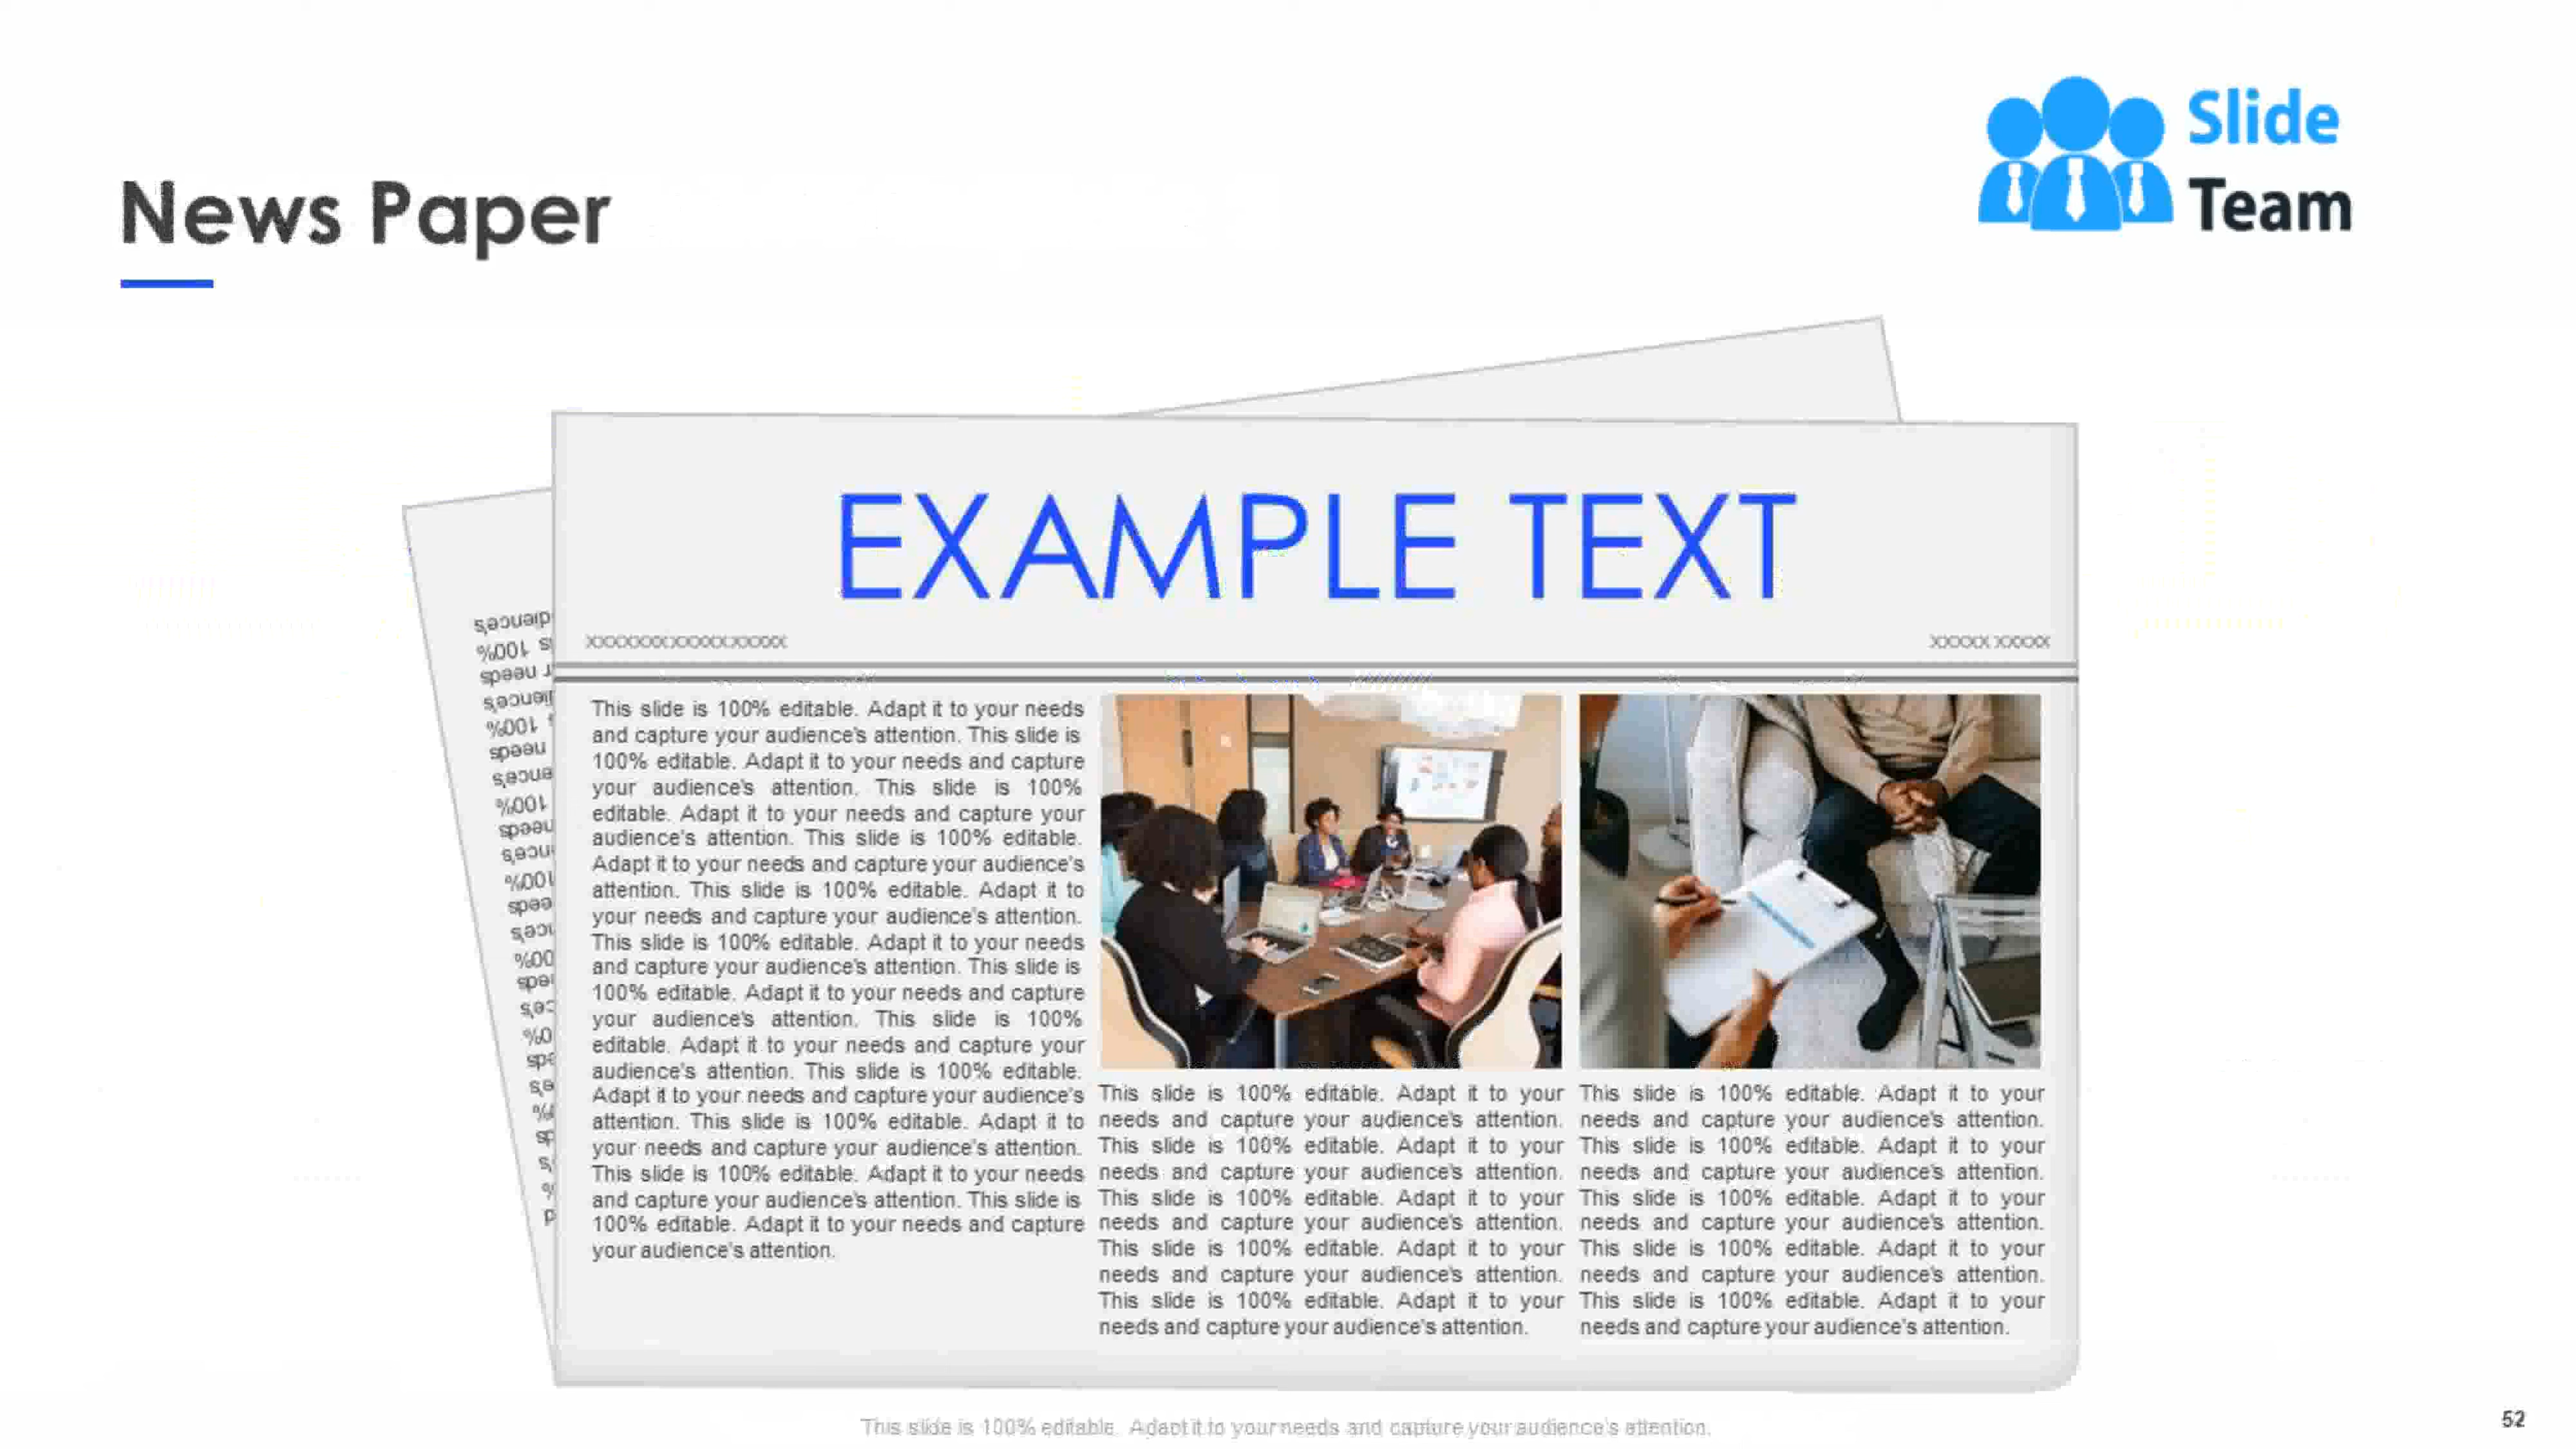 Slide
Team
News Paper
EXAMPLE TEXT
This slide is 100% editable. Adapt it to your needs
and capture your audience's attention. This slide is
100% editable. Adapt it to your needs and capture
your audience's attention. This slide is 100%
editable. Adapt it to your needs and capture your
audience's attention. This slide is 100% editable.
Adapt it to your needs and capture your audience's
attention. This slide is 100% editable. Adapt it to
your needs and capture your audience's attention.
This slide is 100% editable. Adapt it to your needs
and capture your audience's attention. This slide is
100% editable. Adapt it to your needs and capture
your audience's attention. This slide is 100%
editable. Adapt it to your needs and capture your
audience's attention. This slide is 100% editable.
Adapt it to your needs and capture your audience's
attention. This slide is 100% editable. Adapt it to
your needs and capture your audience's attention.
This slide is 100% editable. Adapt it to your needs
and capture your audience's attention. This slide is
100% editable. Adapt it to your needs and capture
your audience's attention.
This slide is 100% editable. Adapt it to your
needs and capture your audience's attention.
This slide is 100% editable. Adapt it to your
needs and capture your audience's attention.
This slide is 100% editable. Adapt it to your
needs and capture your audience's attention.
This slide is 100% editable. Adapt it to your
needs and capture your audience's attention.
This slide is 100% editable. Adapt it to your
needs and capture your audience's attention.
This slide is 100% editable. Adapt it to your
needs and capture your audience's attention.
This slide is 100% editable. Adapt it to your
needs and capture your audience's attention.
This slide is 100% editable. Adapt it to your
needs and capture your audience's attention.
This slide is 100% editable. Adapt it to your
needs and capture your audience's attention.
This slide is 100% editable. Adapt it to your
needs and capture your audience's attention.
This slide is 100% editable. Adapt it to your needs and capture your audience's attention.
52